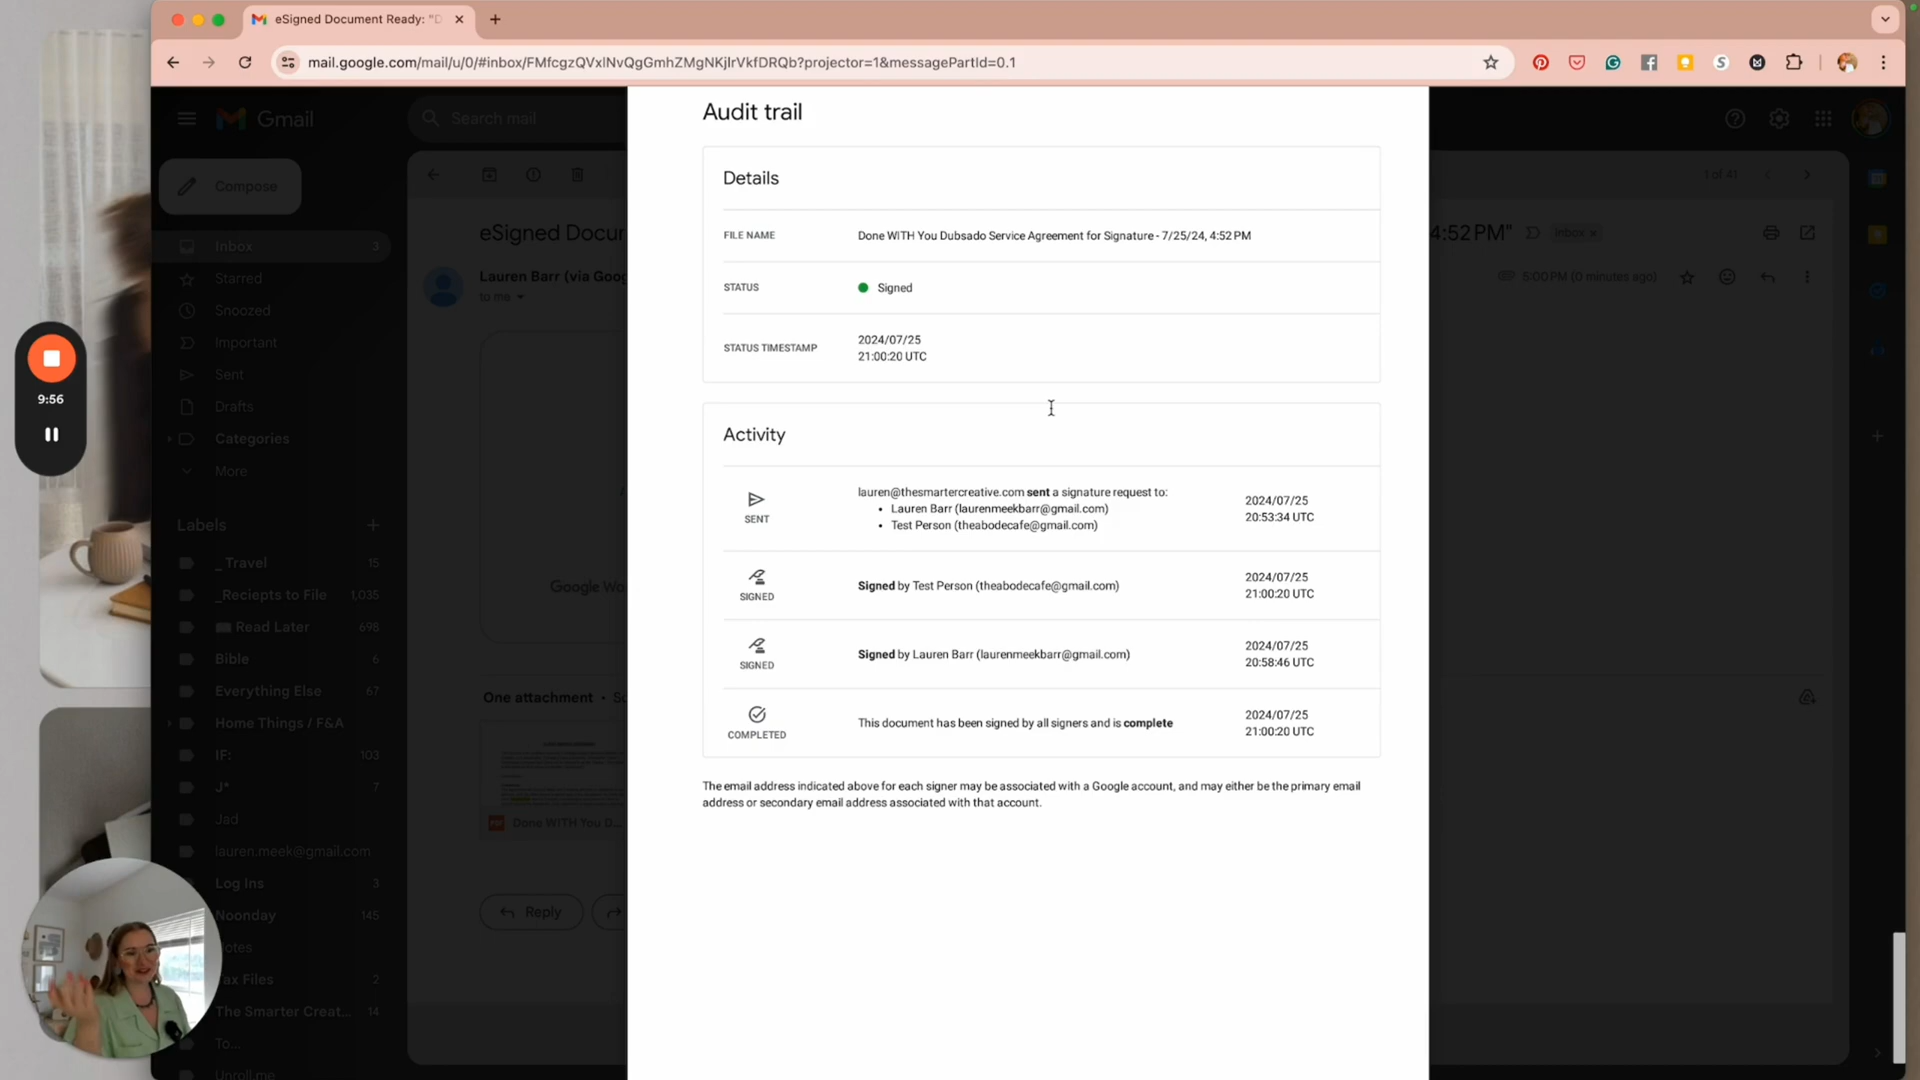 eSigned Document Ready: "D
mail.google.com/mail/u/0/#inbox/FMfcgzQVxlNvQgGmhZMgNKjlrVkfDRQb?projector=1&messagePartId=0.1
Gmail
Search mail
Compose
Inbox 3
Starred
Snoozed
Important
Sent
Drafts
Categories
More
Labels
_ Travel 15
_Reciepts to File 1,035
Read Later 698
Bible 6
Everything Else 67
Home Things / F&A
IF: 103
J* 7
Jad
lauren.meek@gmail.com
Log Ins 3
Noonday 145
otes
ax Files 2
The Smarter Creat... 14
To...
Unroll me
9:56
1 of 41
eSigned Docur
4:52 PM"
Inbox ×
Lauren Barr (via Goog
to me
5:00 PM (0 minutes ago)
Google Wo
One attachment • Sc
Done WITH You D...
Reply
Audit trail
Details
FILE NAME Done WITH You Dubsado Service Agreement for Signature - 7/25/24, 4:52 PM
STATUS Signed
STATUS TIMESTAMP 2024/07/25
21:00:20 UTC
Activity
SENT
lauren@thesmartercreative.com sent a signature request to:
• Lauren Barr (laurenmeekbarr@gmail.com)
• Test Person (theabodecafe@gmail.com)
2024/07/25
20:53:34 UTC
SIGNED
Signed by Test Person (theabodecafe@gmail.com)
2024/07/25
21:00:20 UTC
SIGNED
Signed by Lauren Barr (laurenmeekbarr@gmail.com)
2024/07/25
20:58:46 UTC
COMPLETED
This document has been signed by all signers and is complete
2024/07/25
21:00:20 UTC
The email address indicated above for each signer may be associated with a Google account, and may either be the primary email
address or secondary email address associated with that account.